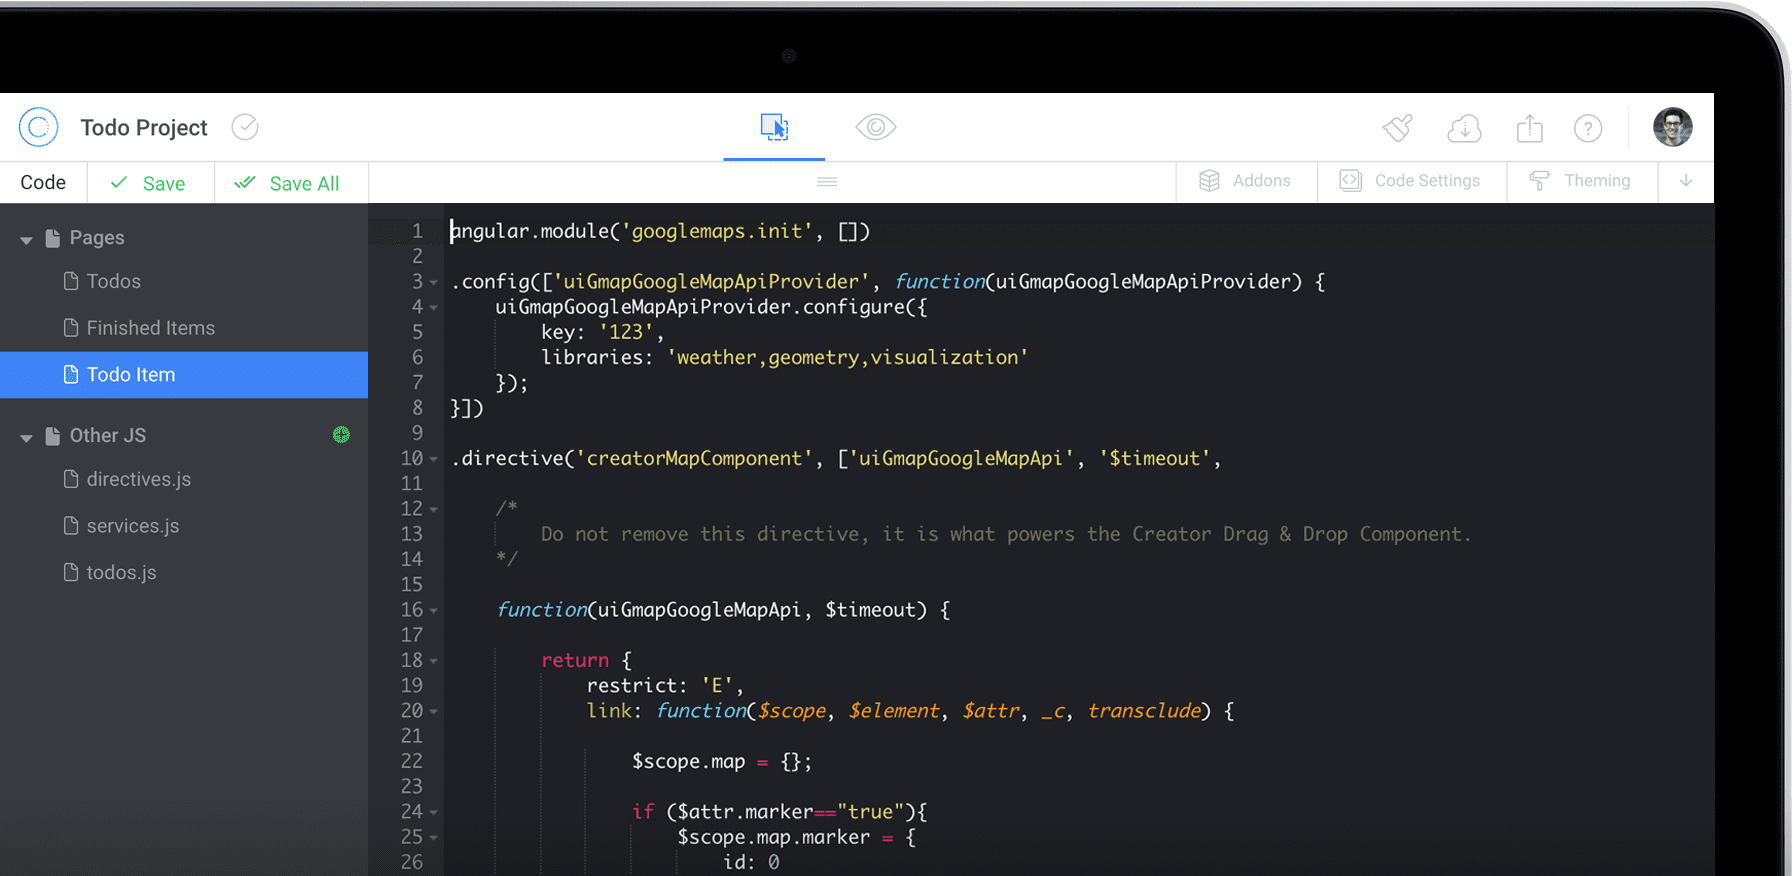 Todo Project
Code Save Save All Addons Code Settings Theming
Pages
Todos
Finished Items
Todo Item
Other JS
directives.js
services.js
todos.js
1 angular.module('googlemaps.init', [])
2
3 .config(['uiGmapGoogleMapApiProvider', function(uiGmapGoogleMapApiProvider) {
4 uiGmapGoogleMapApiProvider.configure({
5 key: '123',
6 libraries: 'weather,geometry,visualization'
7 });
8 }])
9
10 .directive('creatorMapComponent', ['uiGmapGoogleMapApi', '$timeout',
11
12 /*
13 Do not remove this directive, it is what powers the Creator Drag & Drop Component.
14 */
15
16 function(uiGmapGoogleMapApi, $timeout) {
17
18 return {
19 restrict: 'E',
20 link: function($scope, $element, $attr, _c, transclude) {
21
22 $scope.map = {};
23
24 if ($attr.marker=="true"){
25 $scope.map.marker = {
26 id: 0